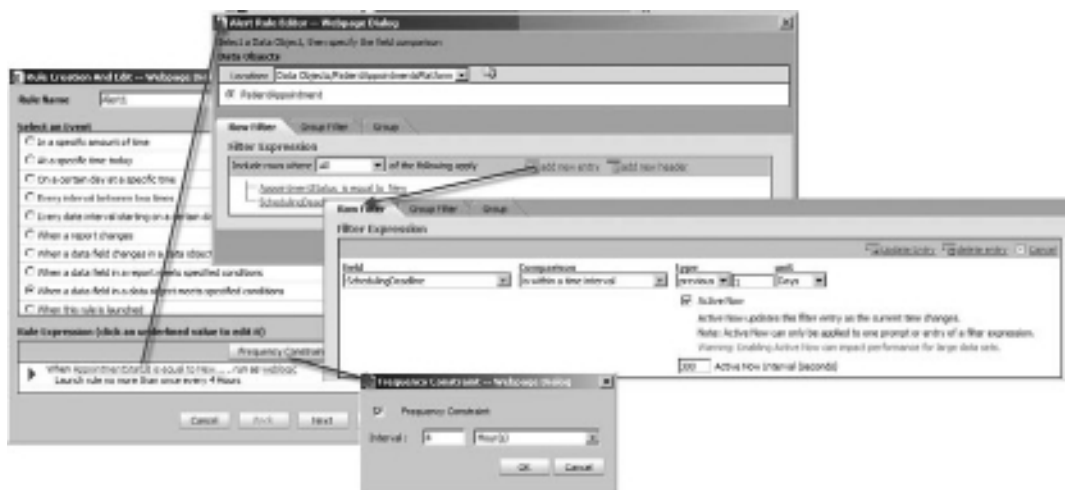 Alert Rule Editor -- Webpage Dialog
Select a Data Object, then specify the field comparison
Data Objects
Location: Data Objects/PatientAppointment/Platform
PatientAppointment
Row Filter Group Filter Group
Filter Expression
Include rows where all of the following apply add new entry add new header
AppointmentStatus is equal to New
Rule Creation And Edit -- Webpage
Rule Name Alert1
Select an Event
In a specific amount of time
At a specific time today
On a certain day at a specific time
Every interval between two times
Every date interval starting on a certain
When a report changes
When a data field changes in a data object
When a data field in a report meets specified conditions
When a data field in a data object meets specified conditions
When this rule is launched
Rule Expression (click an underlined value to edit it)
Frequency Constraint
When AppointmentStatus is equal to New..., run as weblogic
Launch rule no more than once every 4 Hours
Cancel Back Next
Row Filter Group Filter Group
Filter Expression
Update Entry delete entry Cancel
Field Comparison type unit
SchedulingDeadline is within a time interval previous 1 Days
Active Now
Active Now updates this filter entry as the current time changes.
Note: Active Now can only be applied to one prompt or entry of a filter expression.
Warning: Enabling Active Now can impact performance for large data sets.
300 Active Now Interval (seconds)
Frequency Constraint -- Webpage Dialog
Frequency Constraint
Interval: 4 Hour(s)
OK Cancel